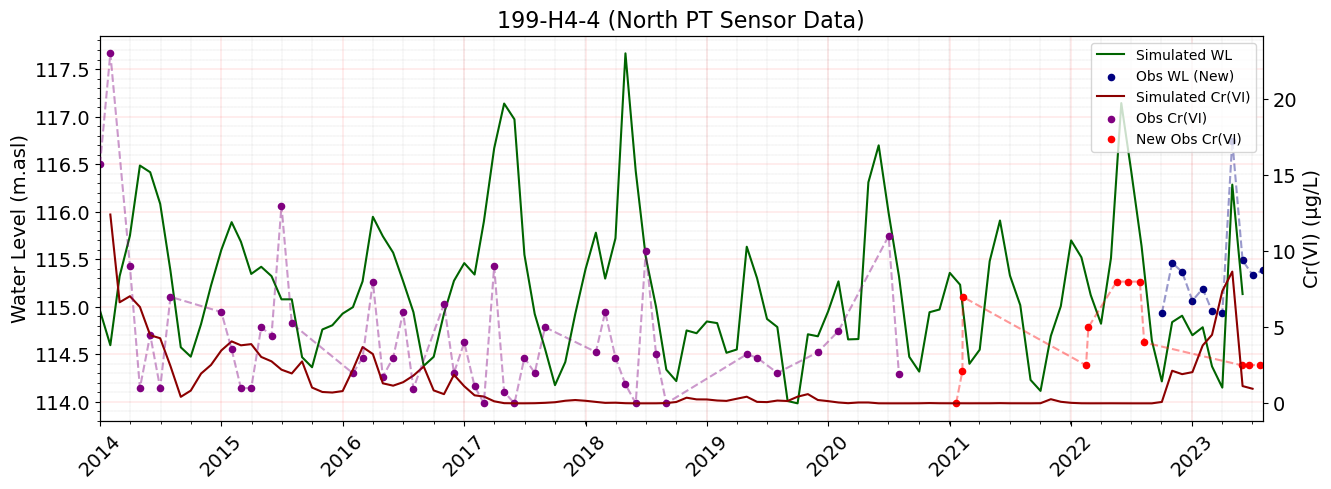 199-H4-4 (North PT Sensor Data)
Water Level (m.asl)
117.5
117.0
116.5
116.0
115.5
115.0
114.5
114.0
Simulated WL
Obs WL (New)
Simulated Cr(VI)
Obs Cr(VI)
New Obs Cr(VI)
20
15
10
5
0
Cr(VI) (μg/L)
2014
2015
2016
2017
2018
2019
2020
2021
2022
2023